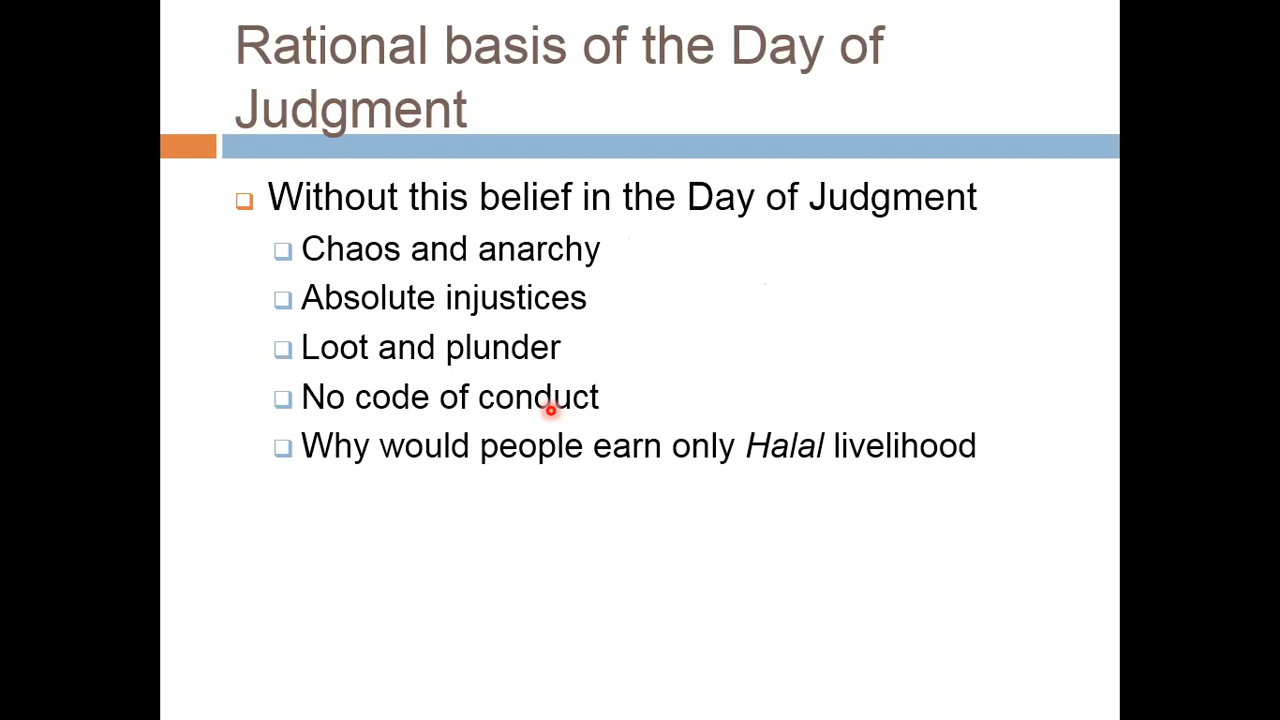 Rational basis of the Day of
Judgment
Without this belief in the Day of Judgment
Chaos and anarchy
Absolute injustices
Loot and plunder
No code of conduct
Why would people earn only Halal livelihood